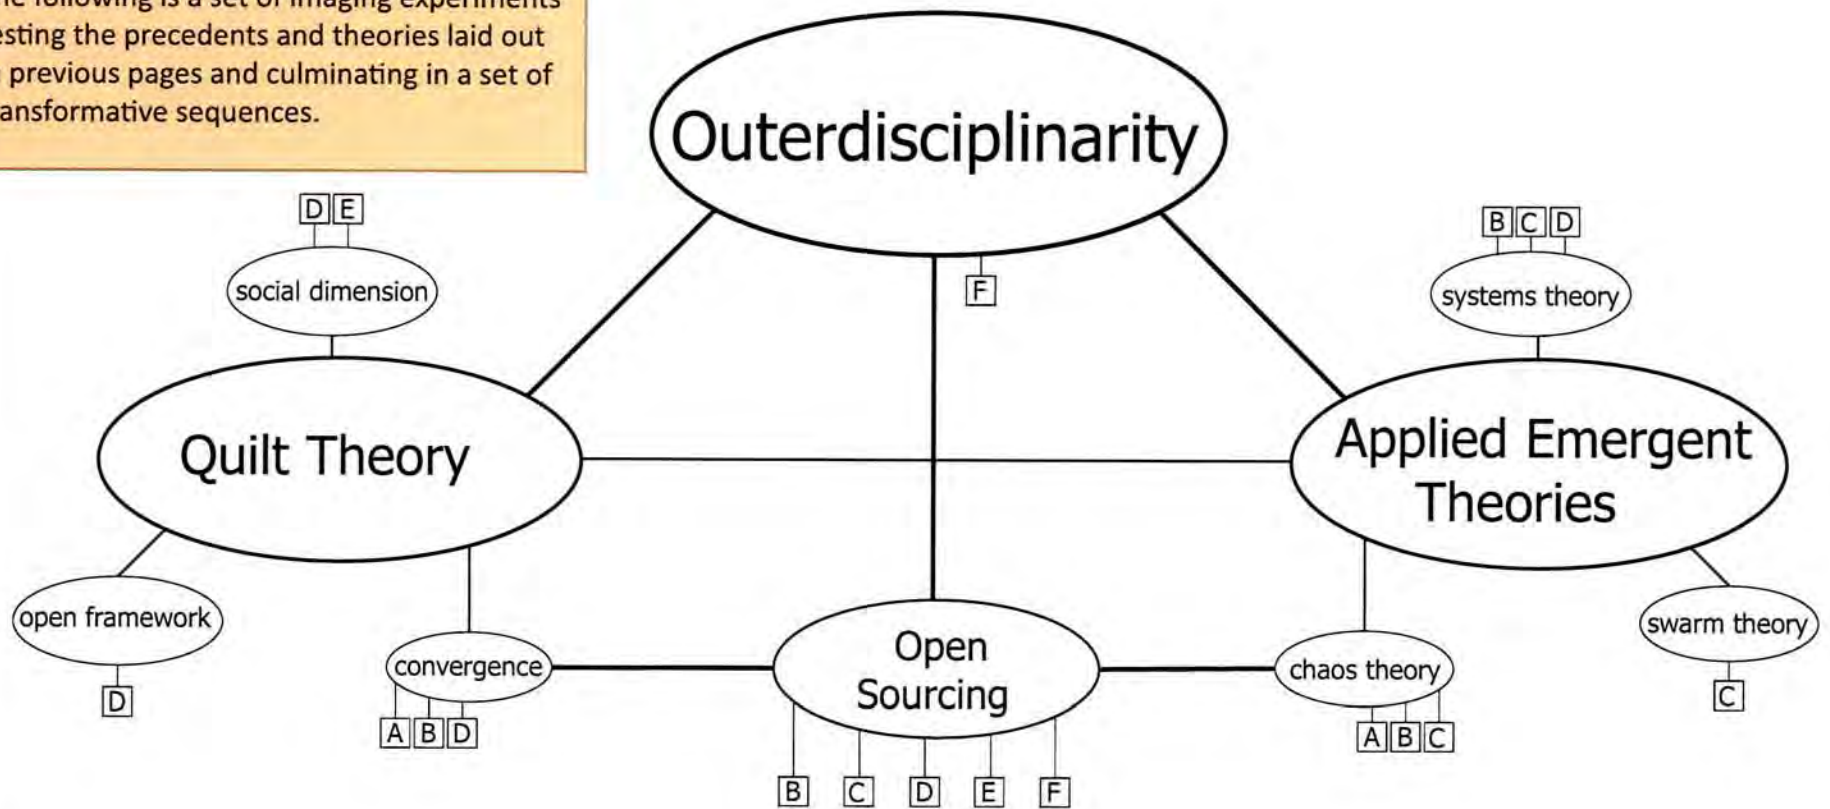 esting the precedents and theories laid out
previous pages and culminating in a set of
ansformative sequences.
Outerdisciplinarity
F
D E
social dimension
B C D
systems theory
Quilt Theory
Applied Emergent
Theories
open framework
D
convergence
A B D
Open
Sourcing
B C D E F
chaos theory
A B C
swarm theory
C